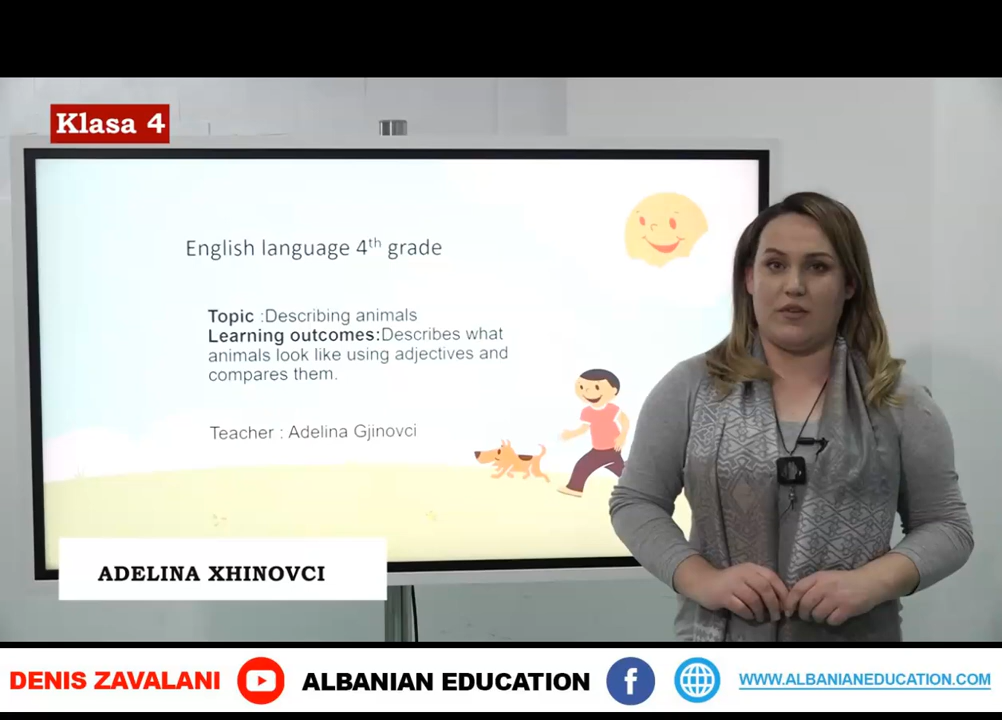 Klasa 4
English language 4th grade
Topic :Describing animals
Learning outcomes:Describes what
animals look like using adjectives and
compares them.
Teacher : Adelina Gjinovci
ADELINA XHINOVCI
DENIS ZAVALANI
ALBANIAN EDUCATION
f
WWW.ALBANIANEDUCATION.COM